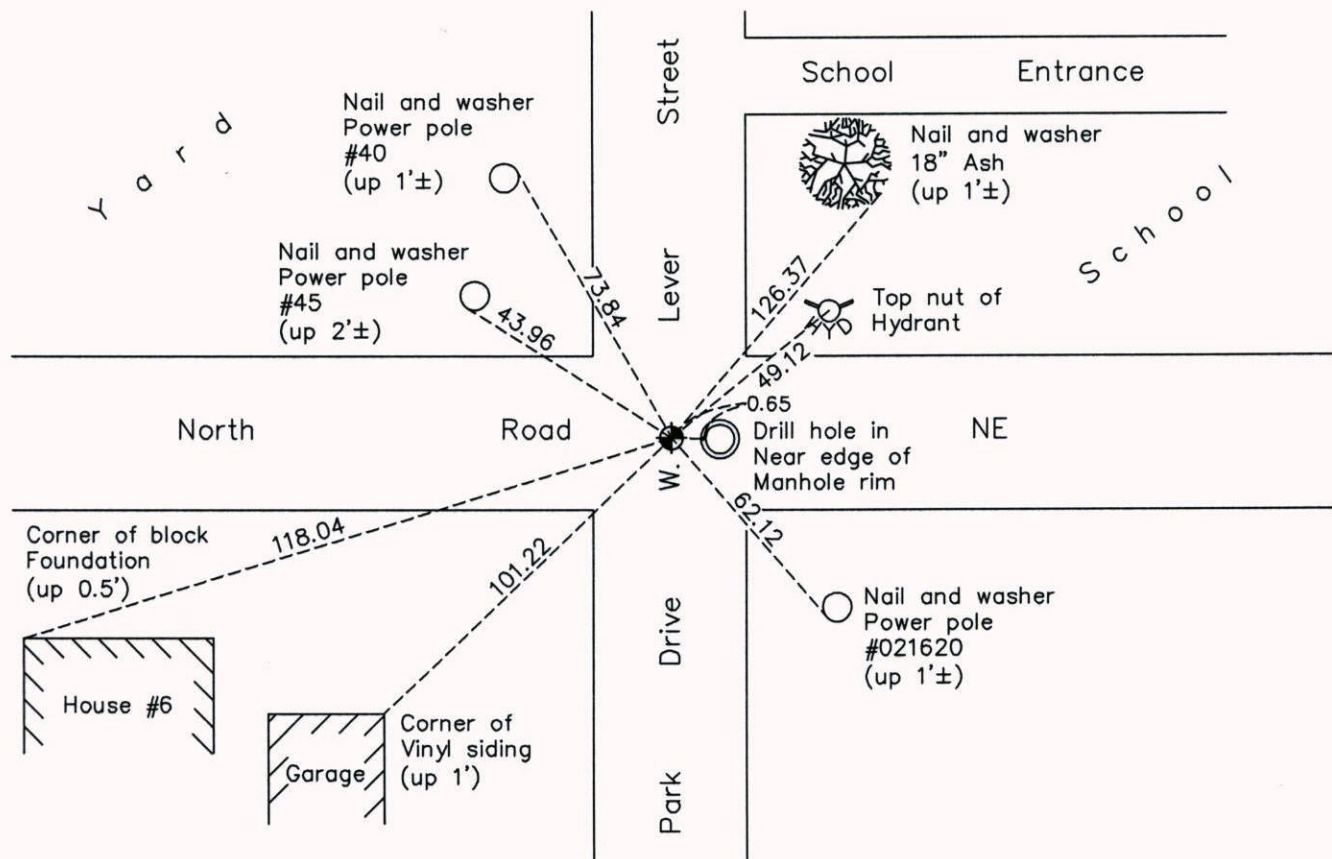 Street
School Entrance
Nail and washer
Power pole
#40
(up 1'±)
Yard
Nail and washer
18" Ash
(up 1'±)
School
Nail and washer
Power pole
#45
(up 2'±)
73.84
43.96
Lever
126.37
HYD
Top nut of
Hydrant
49.12
0.65
North Road NE
W.
Drill hole in
Near edge of
Manhole rim
62.12
118.04
101.22
Corner of block
Foundation
(up 0.5')
House #6
Garage
Corner of
Vinyl siding
(up 1')
Drive
Park
Nail and washer
Power pole
#021620
(up 1'±)